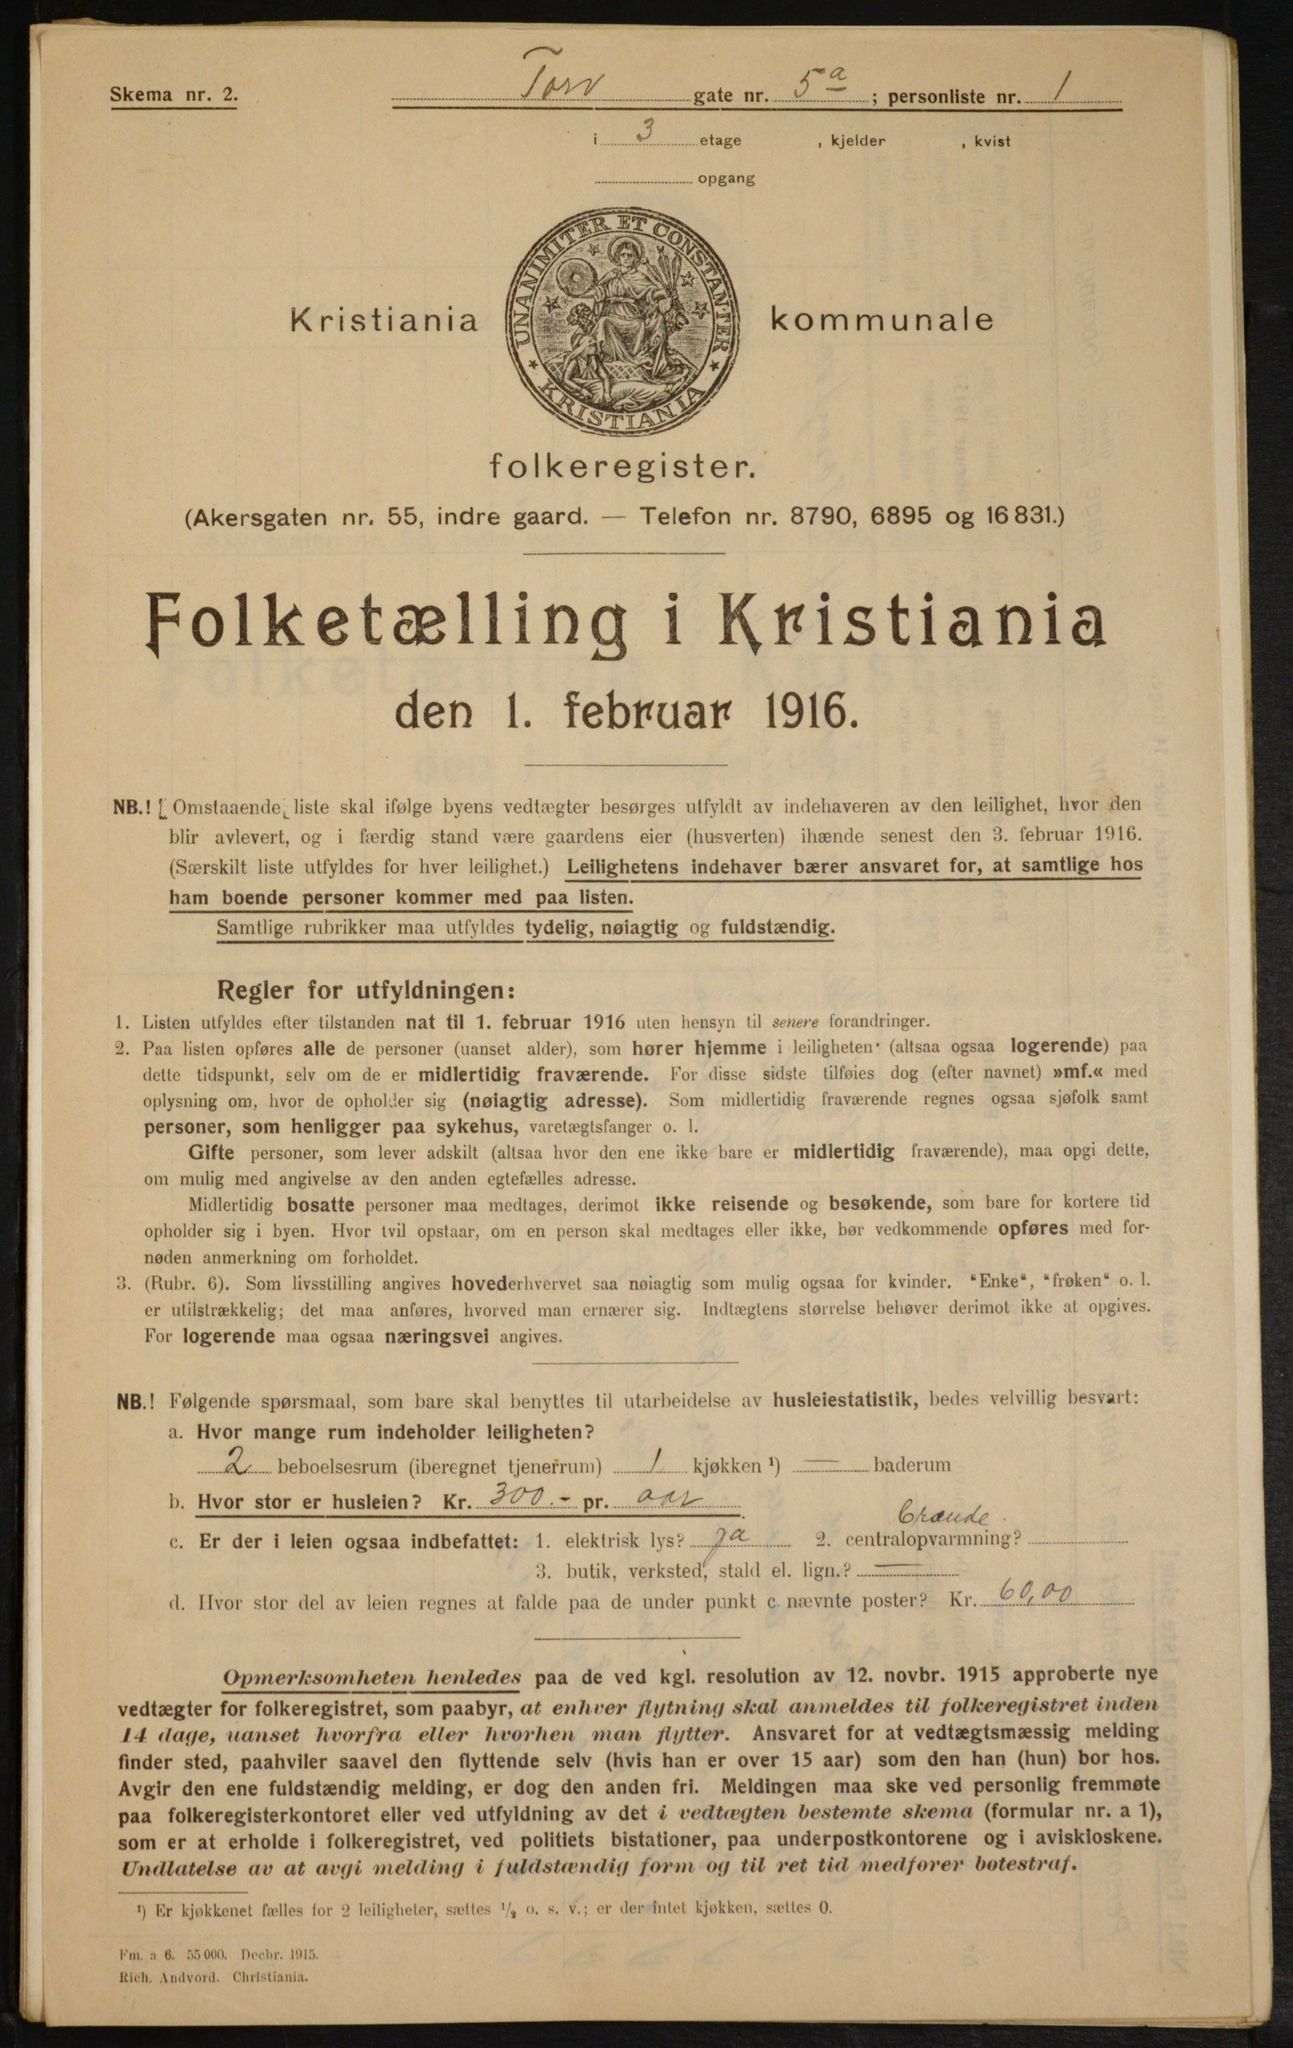 Skema nr. 2.
Torv gate nr. 5a; personliste nr. 1
i 3 etage , kjelder , kvist
opgang
UNANIMITER ET CONSTANTER
KRISTIANIA
Kristiania kommunale
folkeregister.
(Akersgaten nr. 55, indre gaard. — Telefon nr. 8790, 6895 og 16831.)
Folketælling i Kristiania
den 1. februar 1916.
NB.! [Omstaaende] liste skal ifølge byens vedtægter besørges utfyldt av indehaveren av den leilighet, hvor den
blir avlevert, og i færdig stand være gaardens eier (husverten) ihænde senest den 3. februar 1916.
(Særskilt liste utfyldes for hver leilighet.) Leilighetens indehaver bærer ansvaret for, at samtlige hos
ham boende personer kommer med paa listen.
Samtlige rubrikker maa utfyldes tydelig, nøiagtig og fuldstændig.
Regler for utfyldningen:
1. Listen utfyldes efter tilstanden nat til 1. februar 1916 uten hensyn til senere forandringer.
2. Paa listen opføres alle de personer (uanset alder), som hører hjemme i leiligheten (altsaa ogsaa logerende) paa
dette tidspunkt, selv om de er midlertidig fraværende. For disse sidste tilføies dog (efter navnet) »mf.« med
oplysning om, hvor de opholder sig (nøiagtig adresse). Som midlertidig fraværende regnes ogsaa sjøfolk samt
personer, som henligger paa sykehus, varetægtsfanger o. l.
Gifte personer, som lever adskilt (altsaa hvor den ene ikke bare er midlertidig fraværende), maa opgi dette,
om mulig med angivelse av den anden egtefælles adresse.
Midlertidig bosatte personer maa medtages, derimot ikke reisende og besøkende, som bare for kortere tid
opholder sig i byen. Hvor tvil opstaar, om en person skal medtages eller ikke, bør vedkommende opføres med for-
nøden anmerkning om forholdet.
3. (Rubr. 6). Som livsstilling angives hovederhvervet saa nøiagtig som mulig ogsaa for kvinder. "Enke", "frøken" o. l.
er utilstrækkelig; det maa anføres, hvorved man ernærer sig. Indtægtens størrelse behøver derimot ikke at opgives.
For logerende maa ogsaa næringsvei angives.
NB.! Følgende spørsmaal, som bare skal benyttes til utarbeidelse av husleiestatistik, bedes velvillig besvart:
a. Hvor mange rum indeholder leiligheten?
2 beboelsesrum (iberegnet tjenerrum) 1 kjøkken ¹) — baderum
b. Hvor stor er husleien? Kr. 300.- pr. aar
Brænde.
c. Er der i leien ogsaa indbefattet: 1. elektrisk lys? ja 2. centralopvarmning?
3. butik, verksted, stald el. lign.? —
d. Hvor stor del av leien regnes at falde paa de under punkt c nævnte poster? Kr. 60,00
Opmerksomheten henledes paa de ved kgl. resolution av 12. novbr. 1915 approberte nye
vedtægter for folkeregistret, som paabyr, at enhver flytning skal anmeldes til folkeregistret inden
14 dage, uanset hvorfra eller hvorhen man flytter. Ansvaret for at vedtægtsmæssig melding
finder sted, paahviler saavel den flyttende selv (hvis han er over 15 aar) som den han (hun) bor hos.
Avgir den ene fuldstændig melding, er dog den anden fri. Meldingen maa ske ved personlig fremmøte
paa folkeregisterkontoret eller ved utfyldning av det i vedtægten bestemte skema (formular nr. a 1),
som er at erholde i folkeregistret, ved politiets bistationer, paa underpostkontorene og i aviskioskene.
Undlatelse av at avgi melding i fuldstændig form og til ret tid medfører bøtestraf.
¹) Er kjøkkenet fælles for 2 leiligheter, sættes ½ o. s. v.; er der intet kjøkken, sættes 0.
Fm. a 6. 55000. Decbr. 1915.
Rich. Andvord. Christiania.